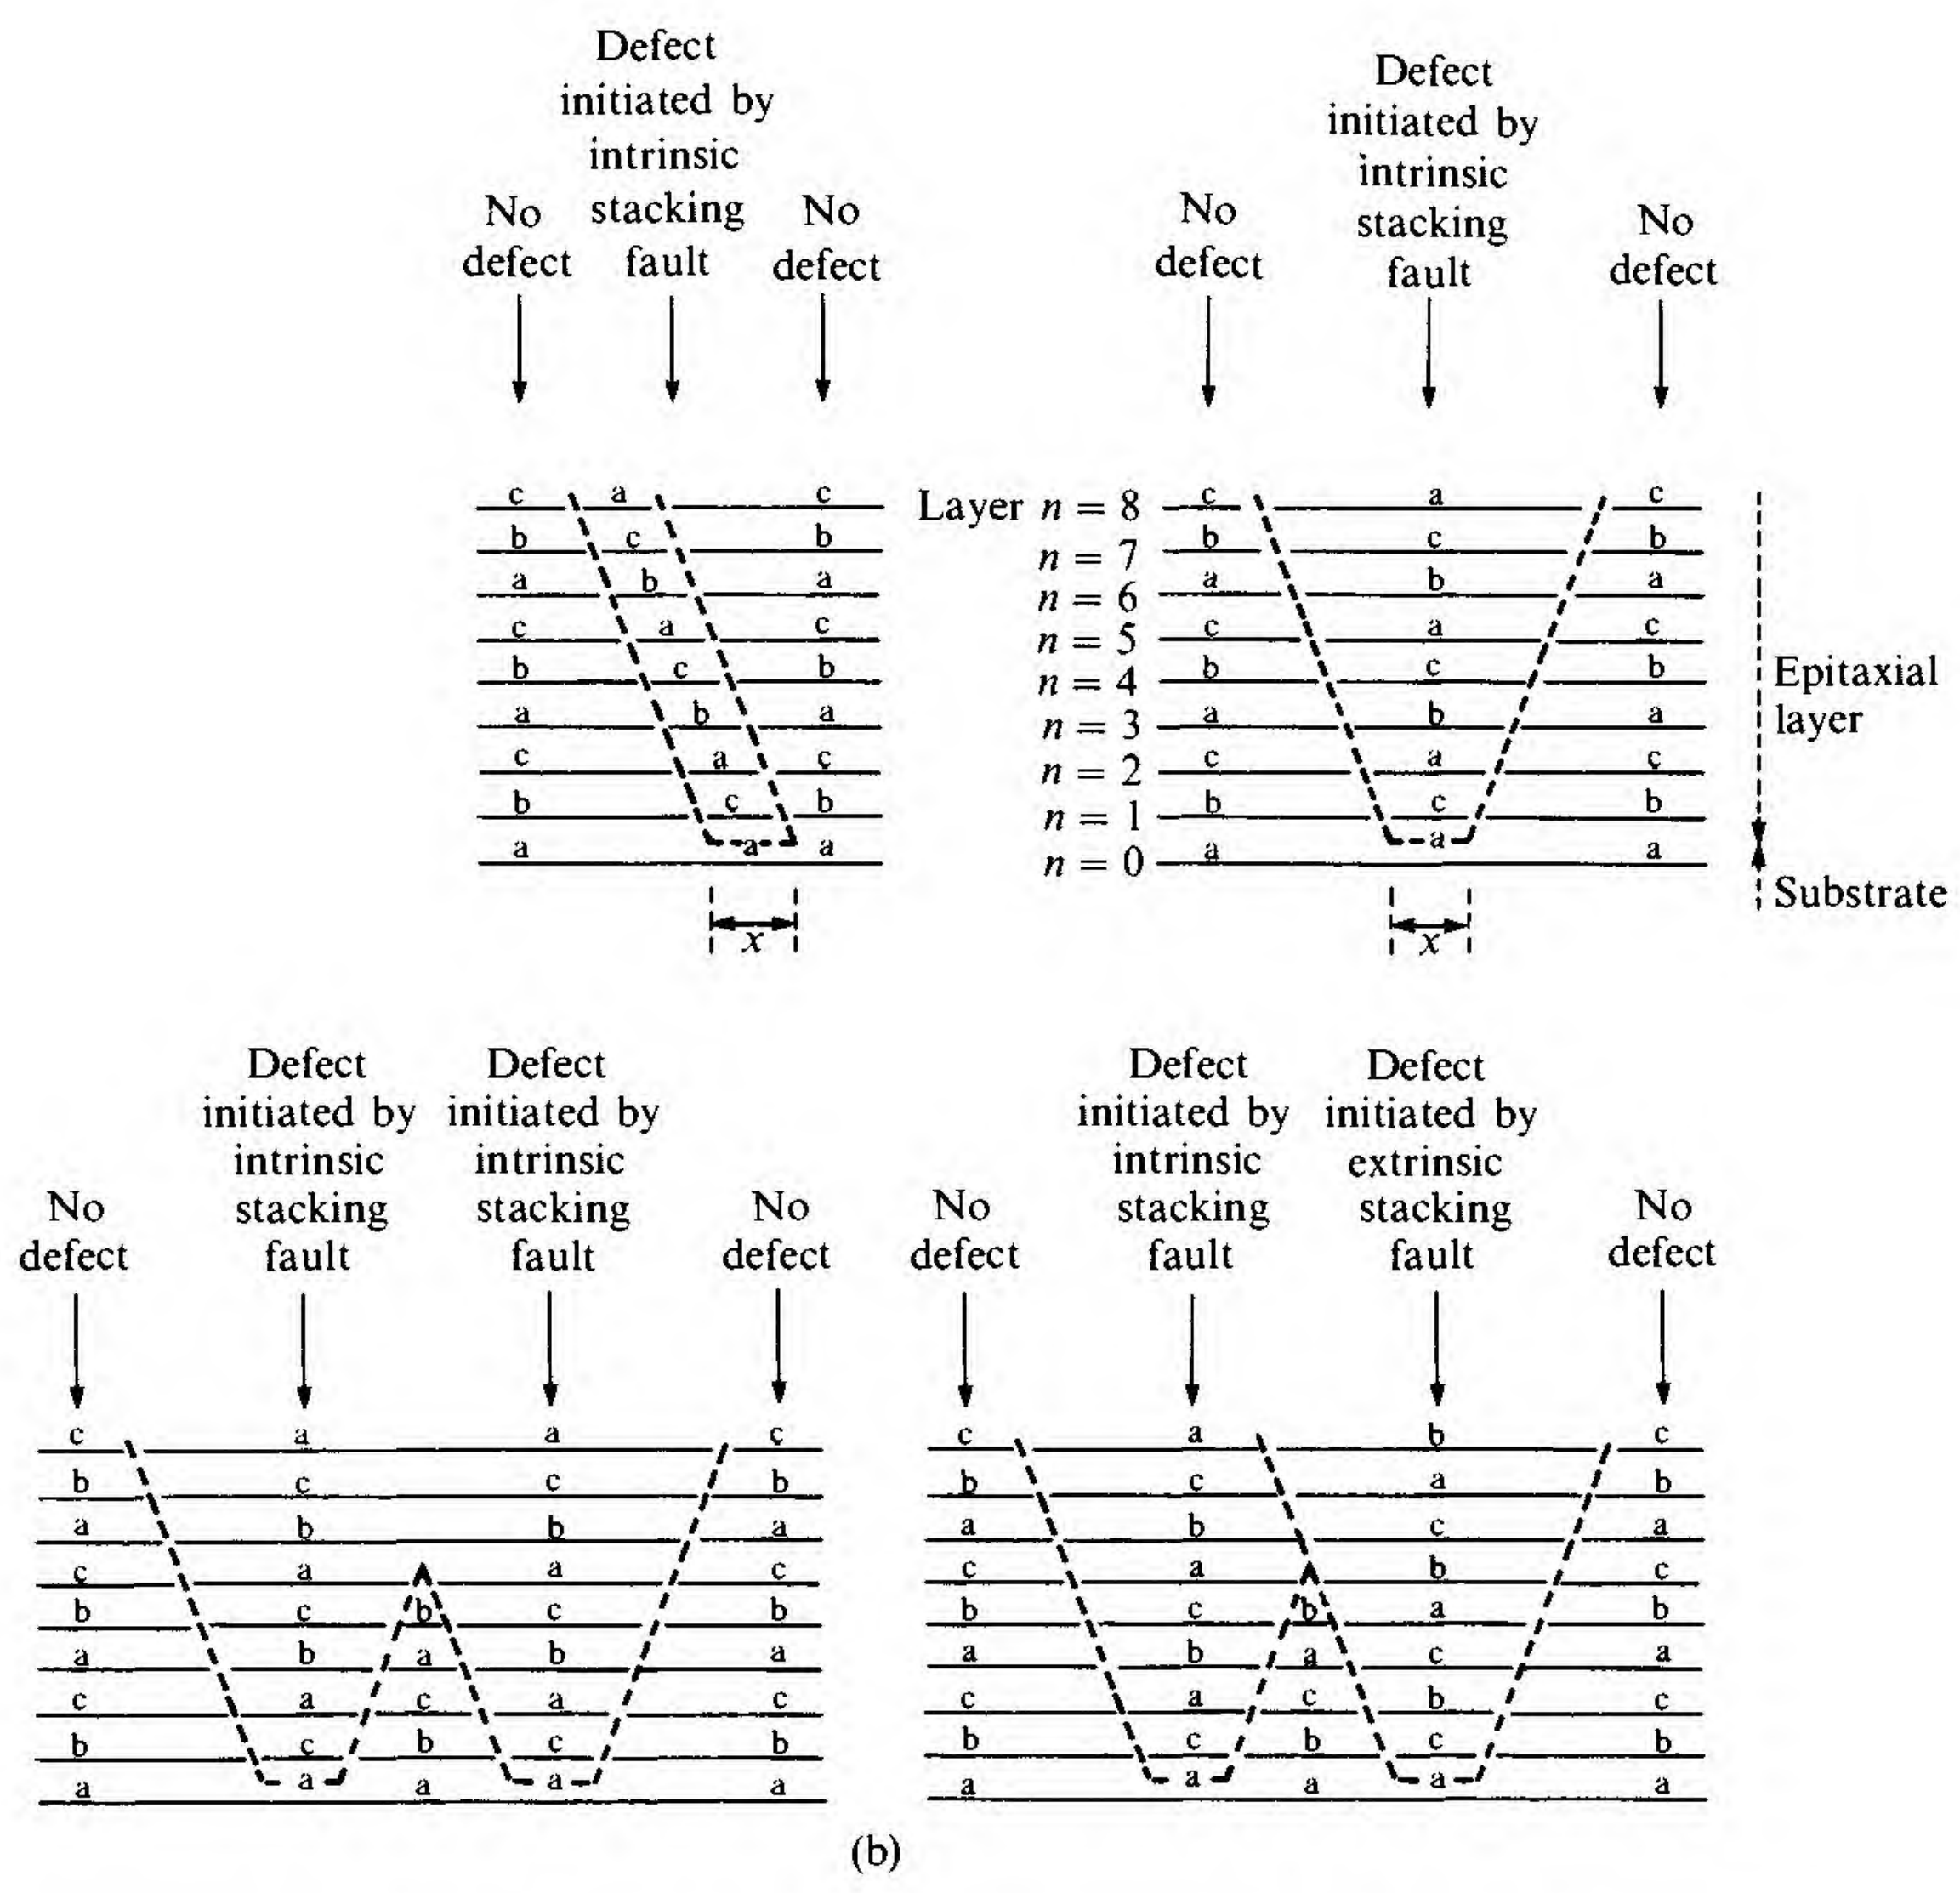 Defect
initiated by
intrinsic
No stacking No
defect fault defect
Defect
initiated by
intrinsic
No stacking No
defect fault defect
c a c
b c b
a b a
c a c
b c b
a b a
c a c
b c b
a a a
x
Layer n = 8 c a c
n = 7 b c b
n = 6 a b a
n = 5 c a c
n = 4 b c b
n = 3 a b a
n = 2 c a c
n = 1 b c b
n = 0 a a a
x
Epitaxial
layer
Substrate
Defect Defect
initiated by initiated by
intrinsic intrinsic
No stacking stacking No
defect fault fault defect
c a a c
b c c b
a b b a
c a a c
b c b c b
a b a b a
c a c a c
b c b c b
a a a a a
Defect Defect
initiated by initiated by
intrinsic extrinsic
No stacking stacking No
defect fault fault defect
c a b c
b c a b
a b c a
c a b c
b c b a b
a b a c a
c a c b c
b c b c b
a a a a a
(b)